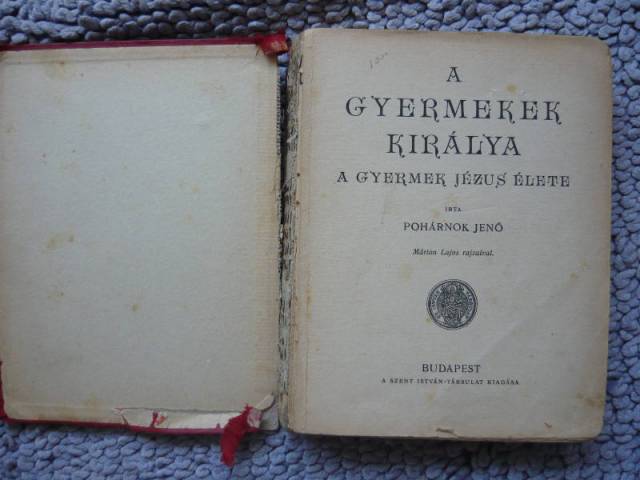 A
GYERMEKEK
KIRÁLYA
A GYERMEK JÉZUS ÉLETE
IRTA
POHÁRNOK JENŐ
Márton Lajos rajzaival.
BUDAPEST
A SZENT ISTVÁN-TÁRSULAT KIADÁSA